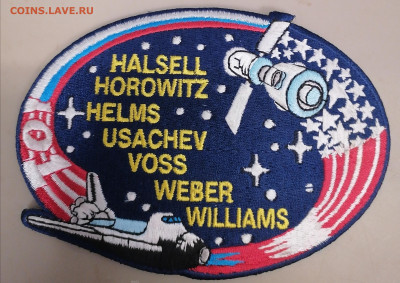 COINS.LAVE.RU
HALSELL
HOROWITZ
HELMS
USACHEV
VOSS
WEBER
WILLIAMS
101